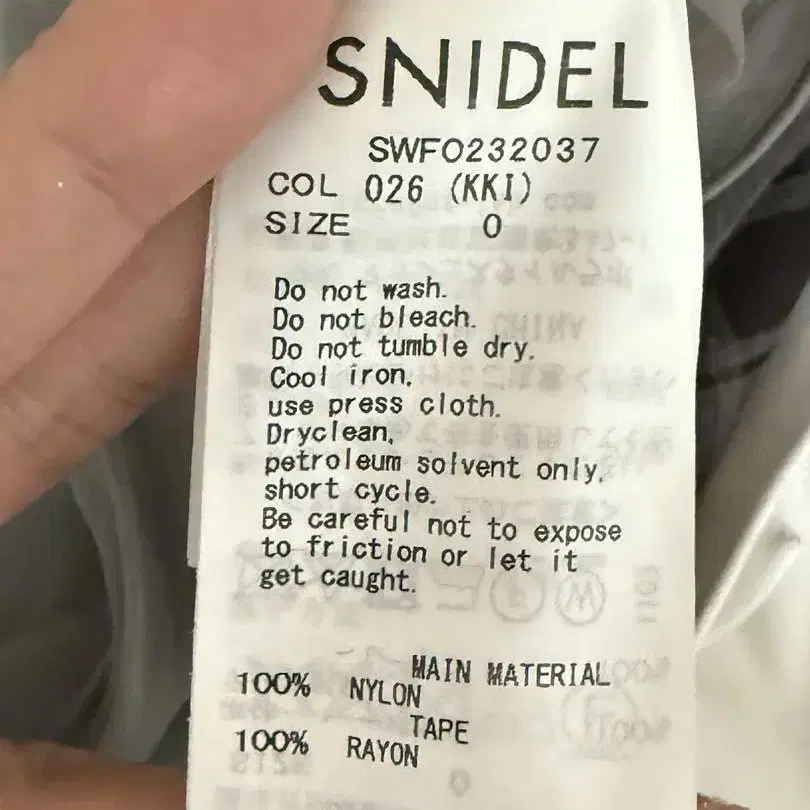 SNIDEL
SWFO232037
COL 026 (KKI)
SIZE 0
Do not wash.
Do not bleach.
Do not tumble dry.
Cool iron.
use press cloth.
Dryclean,
petroleum solvent only,
short cycle.
Be careful not to expose
to friction or let it
get caught.
MAIN MATERIAL
100% NYLON
TAPE
100% RAYON